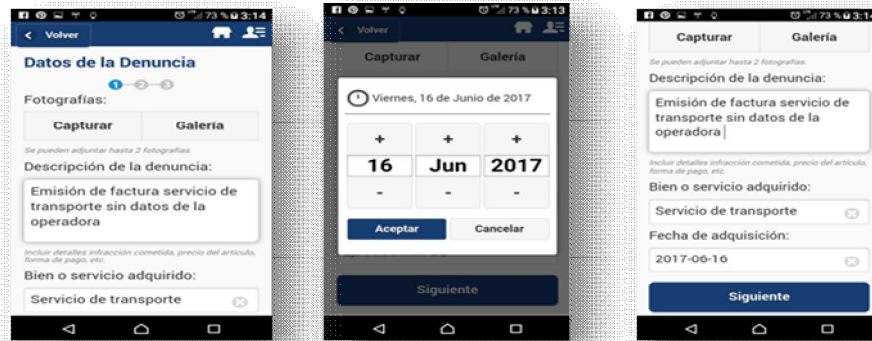 73 % 3:14
Volver
Datos de la Denuncia
1 2 3
Fotografías:
Capturar Galería
Se pueden adjuntar hasta 2 fotografías.
Descripción de la denuncia:
Emisión de factura servicio de
transporte sin datos de la
operadora
Incluir detalles infracción cometida, precio del artículo,
forma de pago, etc.
Bien o servicio adquirido:
Servicio de transporte
73 % 3:13
Volver
Capturar Galería
Viernes, 16 de Junio de 2017
+ + +
16 Jun 2017
- - -
Aceptar Cancelar
Siguiente
73 % 3:14
Capturar Galería
Se pueden adjuntar hasta 2 fotografías.
Descripción de la denuncia:
Emisión de factura servicio de
transporte sin datos de la
operadora
Incluir detalles infracción cometida, precio del artículo,
forma de pago, etc.
Bien o servicio adquirido:
Servicio de transporte
Fecha de adquisición:
2017-06-16
Siguiente